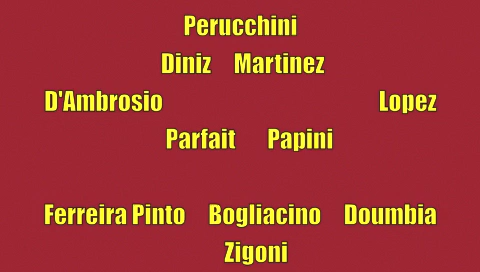 Perucchini
Diniz Martinez
D'Ambrosio Lopez
Parfait Papini
Ferreira Pinto Bogliacino Doumbia
Zigoni